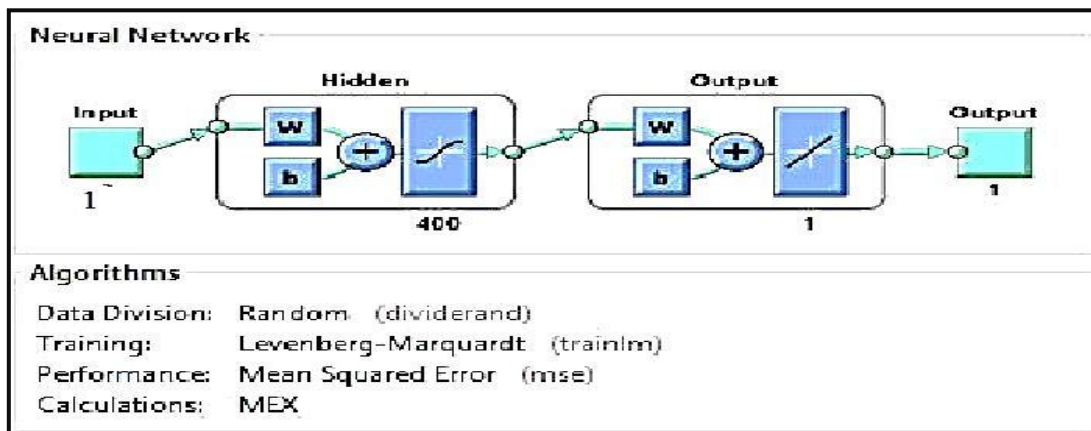 Neural Network
Hidden
Output
Input
Output
W
b
+
W
b
+
1~
400
1
1
Algorithms
Data Division: Random (dividerand)
Training: Levenberg-Marquardt (trainlm)
Performance: Mean Squared Error (mse)
Calculations: MEX